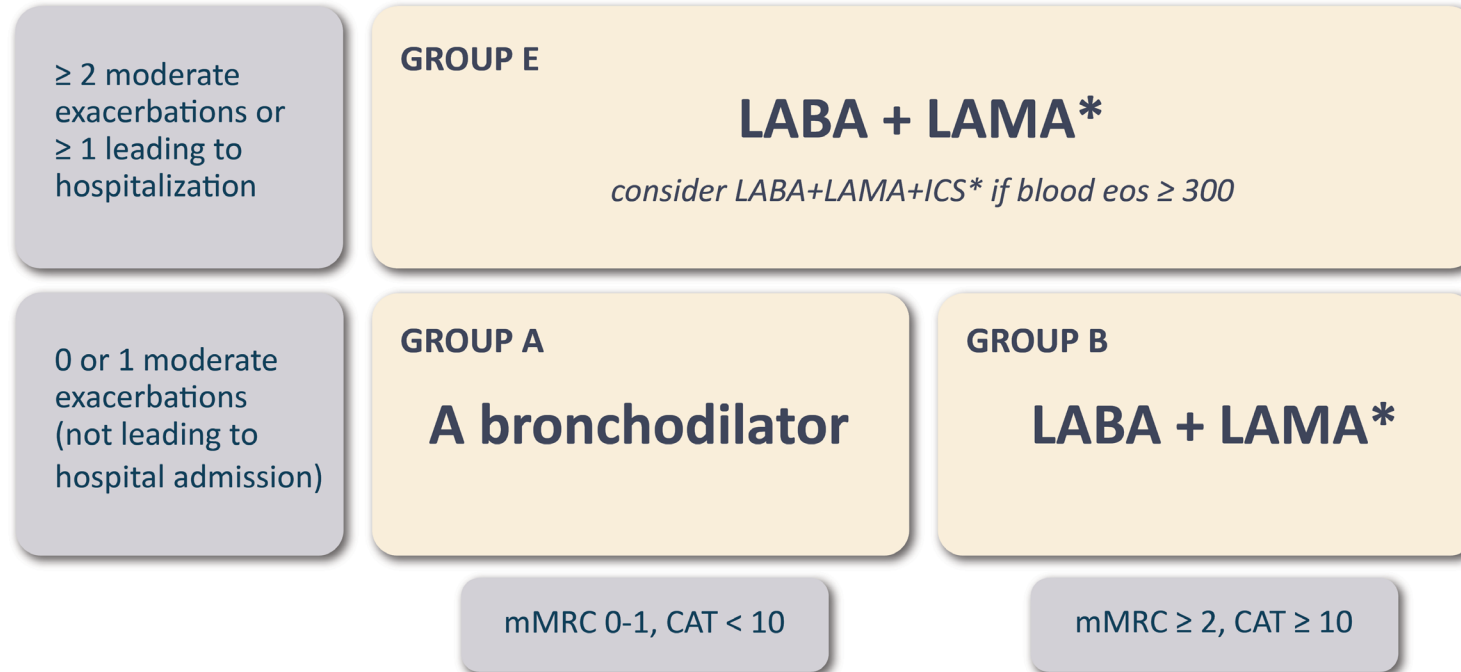 ≥ 2 moderate
exacerbations or
≥ 1 leading to
hospitalization
GROUP E
LABA + LAMA*
consider LABA+LAMA+ICS* if blood eos ≥ 300
0 or 1 moderate
exacerbations
(not leading to
hospital admission)
GROUP A
A bronchodilator
GROUP B
LABA + LAMA*
mMRC 0-1, CAT < 10
mMRC ≥ 2, CAT ≥ 10